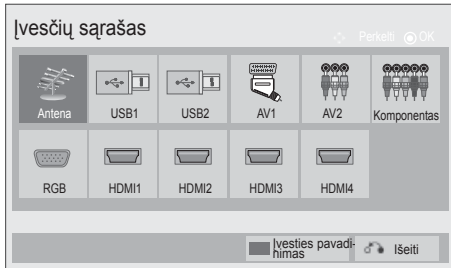 Įvesčių sąrašas
Perkelti OK
Antena USB1 USB2 AV1 AV2 Komponentas
RGB HDMI1 HDMI2 HDMI3 HDMI4
Įvesties pavadi-
nimas
Išeiti